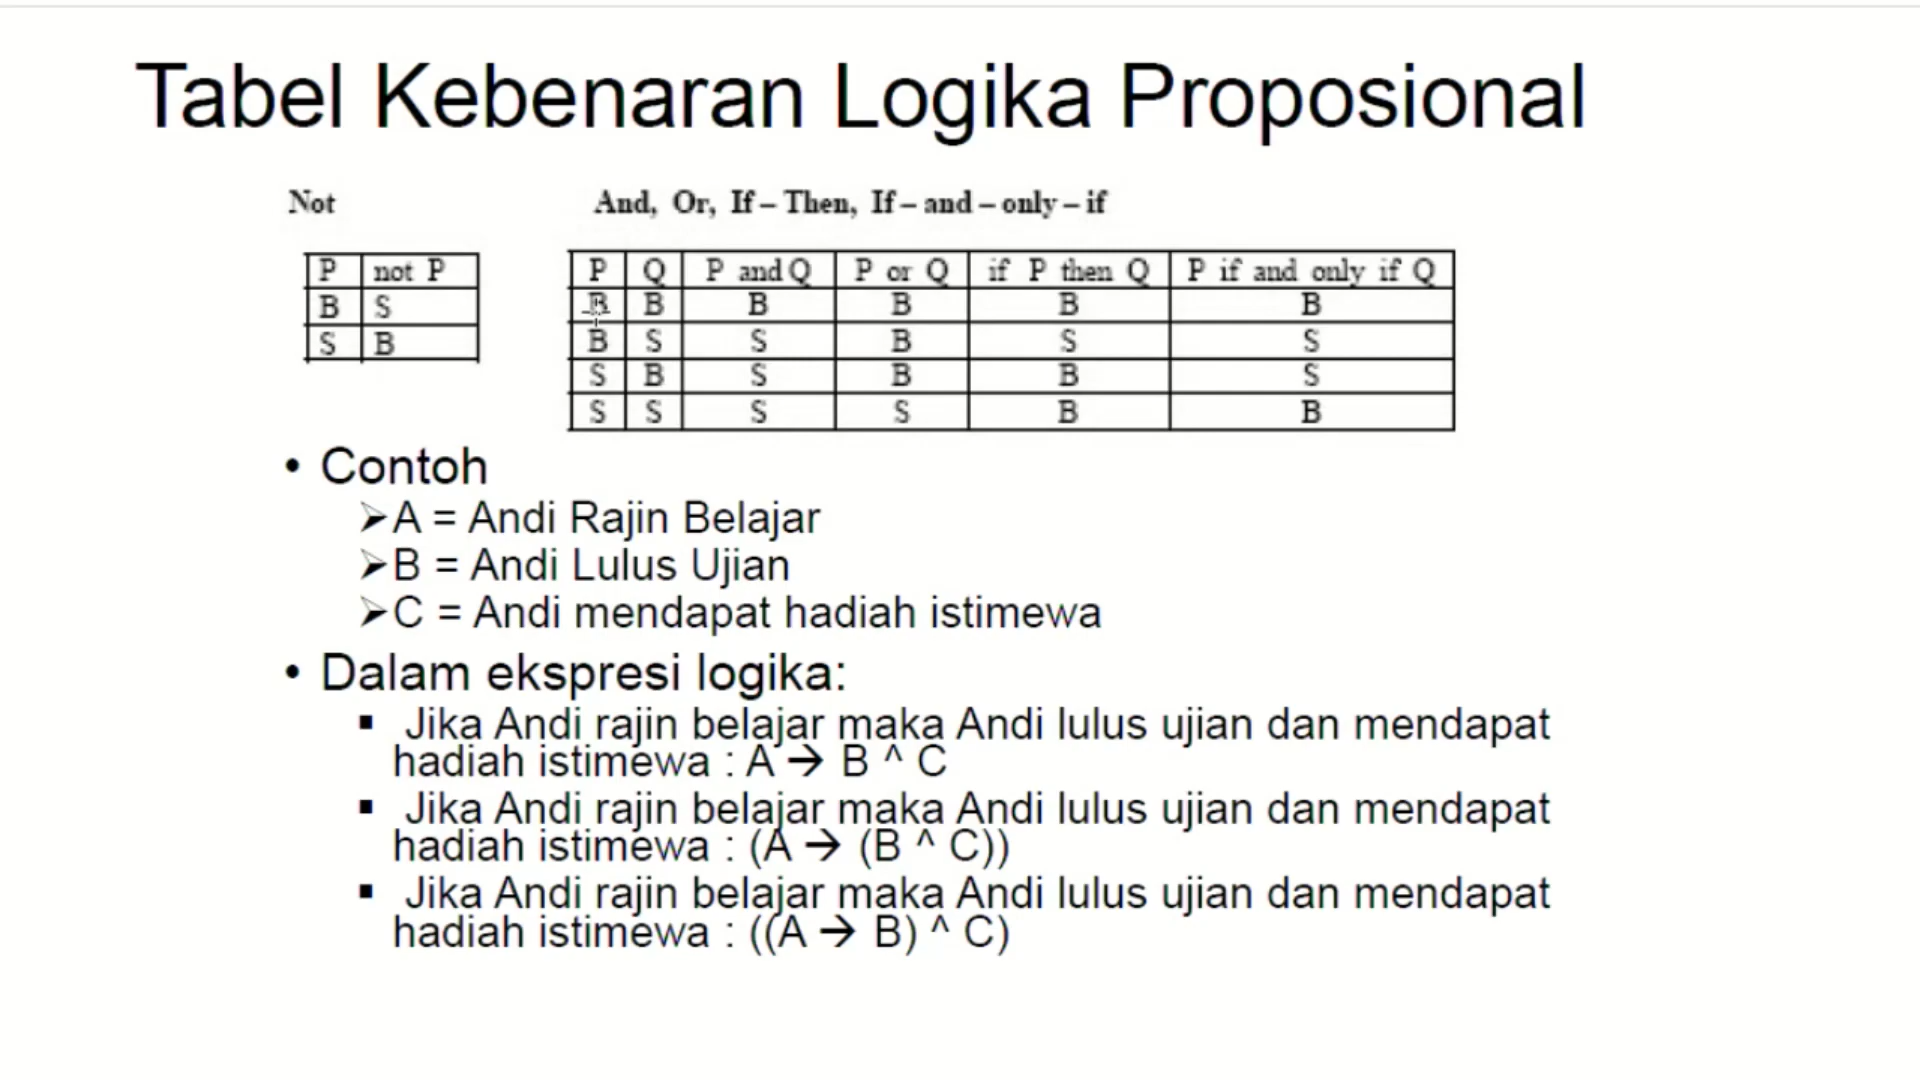 Tabel Kebenaran Logika Proposional
Not
And, Or, If – Then, If – and – only – if
P not P
B S
S B
P Q P and Q P or Q if P then Q P if and only if Q
B B B B B B
B S S B S S
S B S B B S
S S S S B B
• Contoh
➢A = Andi Rajin Belajar
➢B = Andi Lulus Ujian
➢C = Andi mendapat hadiah istimewa
• Dalam ekspresi logika:
▪ Jika Andi rajin belajar maka Andi lulus ujian dan mendapat
hadiah istimewa : A → B ^ C
▪ Jika Andi rajin belajar maka Andi lulus ujian dan mendapat
hadiah istimewa : (A → (B ^ C))
▪ Jika Andi rajin belajar maka Andi lulus ujian dan mendapat
hadiah istimewa : ((A → B) ^ C)